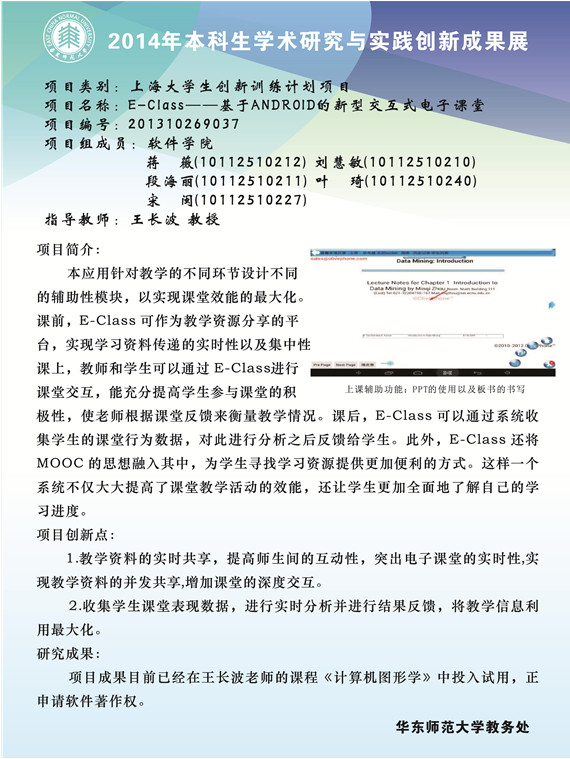 EAST CHINA NORMAL UNIVERSITY
2014年本科生学术研究与实践创新成果展
项目类别：上海大学生创新训练计划项目
项目名称：E-Class——基于ANDROID的新型交互式电子课堂
项目编号：201310269037
项目组成员：软件学院
蒋 薇(10112510212) 刘慧敏(10112510210)
段海丽(10112510211) 叶 琦(10112510240)
宋 闽(10112510227)
指导教师：王长波 教授
项目简介：
本应用针对教学的不同环节设计不同
的辅助性模块，以实现课堂效能的最大化。
课前，E-Class 可作为教学资源分享的平
台，实现学习资料传递的实时性以及集中性
课上，教师和学生可以通过 E-Class进行
课堂交互，能充分提高学生参与课堂的积
Data Mining: Introduction
Lecture Notes for Chapter 1 Introduction to
Data Mining by Minqi Zhou
Pre Page Next Page
上课辅助功能：PPT的使用以及板书的书写
极性，使老师根据课堂反馈来衡量教学情况。课后，E-Class 可以通过系统收
集学生的课堂行为数据，对此进行分析之后反馈给学生。此外，E-Class 还将
MOOC 的思想融入其中，为学生寻找学习资源提供更加便利的方式。这样一个
系统不仅大大提高了课堂教学活动的效能，还让学生更加全面地了解自己的学
习进度。
项目创新点：
1.教学资料的实时共享，提高师生间的互动性，突出电子课堂的实时性,实
现教学资料的并发共享,增加课堂的深度交互。
2.收集学生课堂表现数据，进行实时分析并进行结果反馈，将教学信息利
用最大化。
研究成果：
项目成果目前已经在王长波老师的课程《计算机图形学》中投入试用，正
申请软件著作权。
华东师范大学教务处